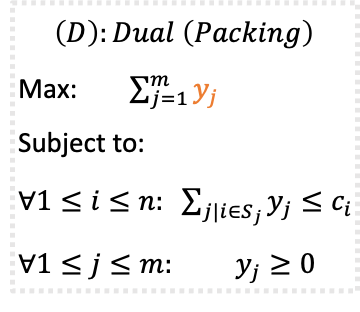 (D): Dual (Packing)
Max: ∑_{j=1}^{m} y_j
Subject to:
∀1 ≤ i ≤ n: ∑_{j|i∈S_j} y_j ≤ c_i
∀1 ≤ j ≤ m: y_j ≥ 0